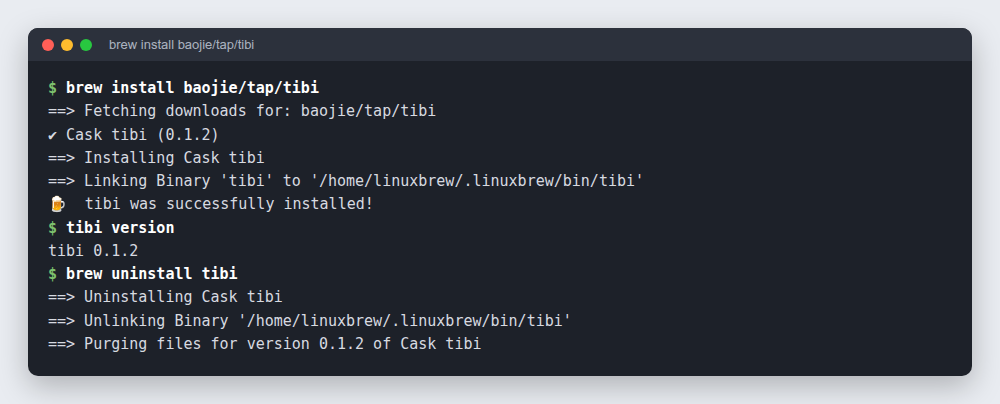 brew install baojie/tap/tibi
$ brew install baojie/tap/tibi
==> Fetching downloads for: baojie/tap/tibi
✔ Cask tibi (0.1.2)
==> Installing Cask tibi
==> Linking Binary 'tibi' to '/home/linuxbrew/.linuxbrew/bin/tibi'
🍺  tibi was successfully installed!
$ tibi version
tibi 0.1.2
$ brew uninstall tibi
==> Uninstalling Cask tibi
==> Unlinking Binary '/home/linuxbrew/.linuxbrew/bin/tibi'
==> Purging files for version 0.1.2 of Cask tibi